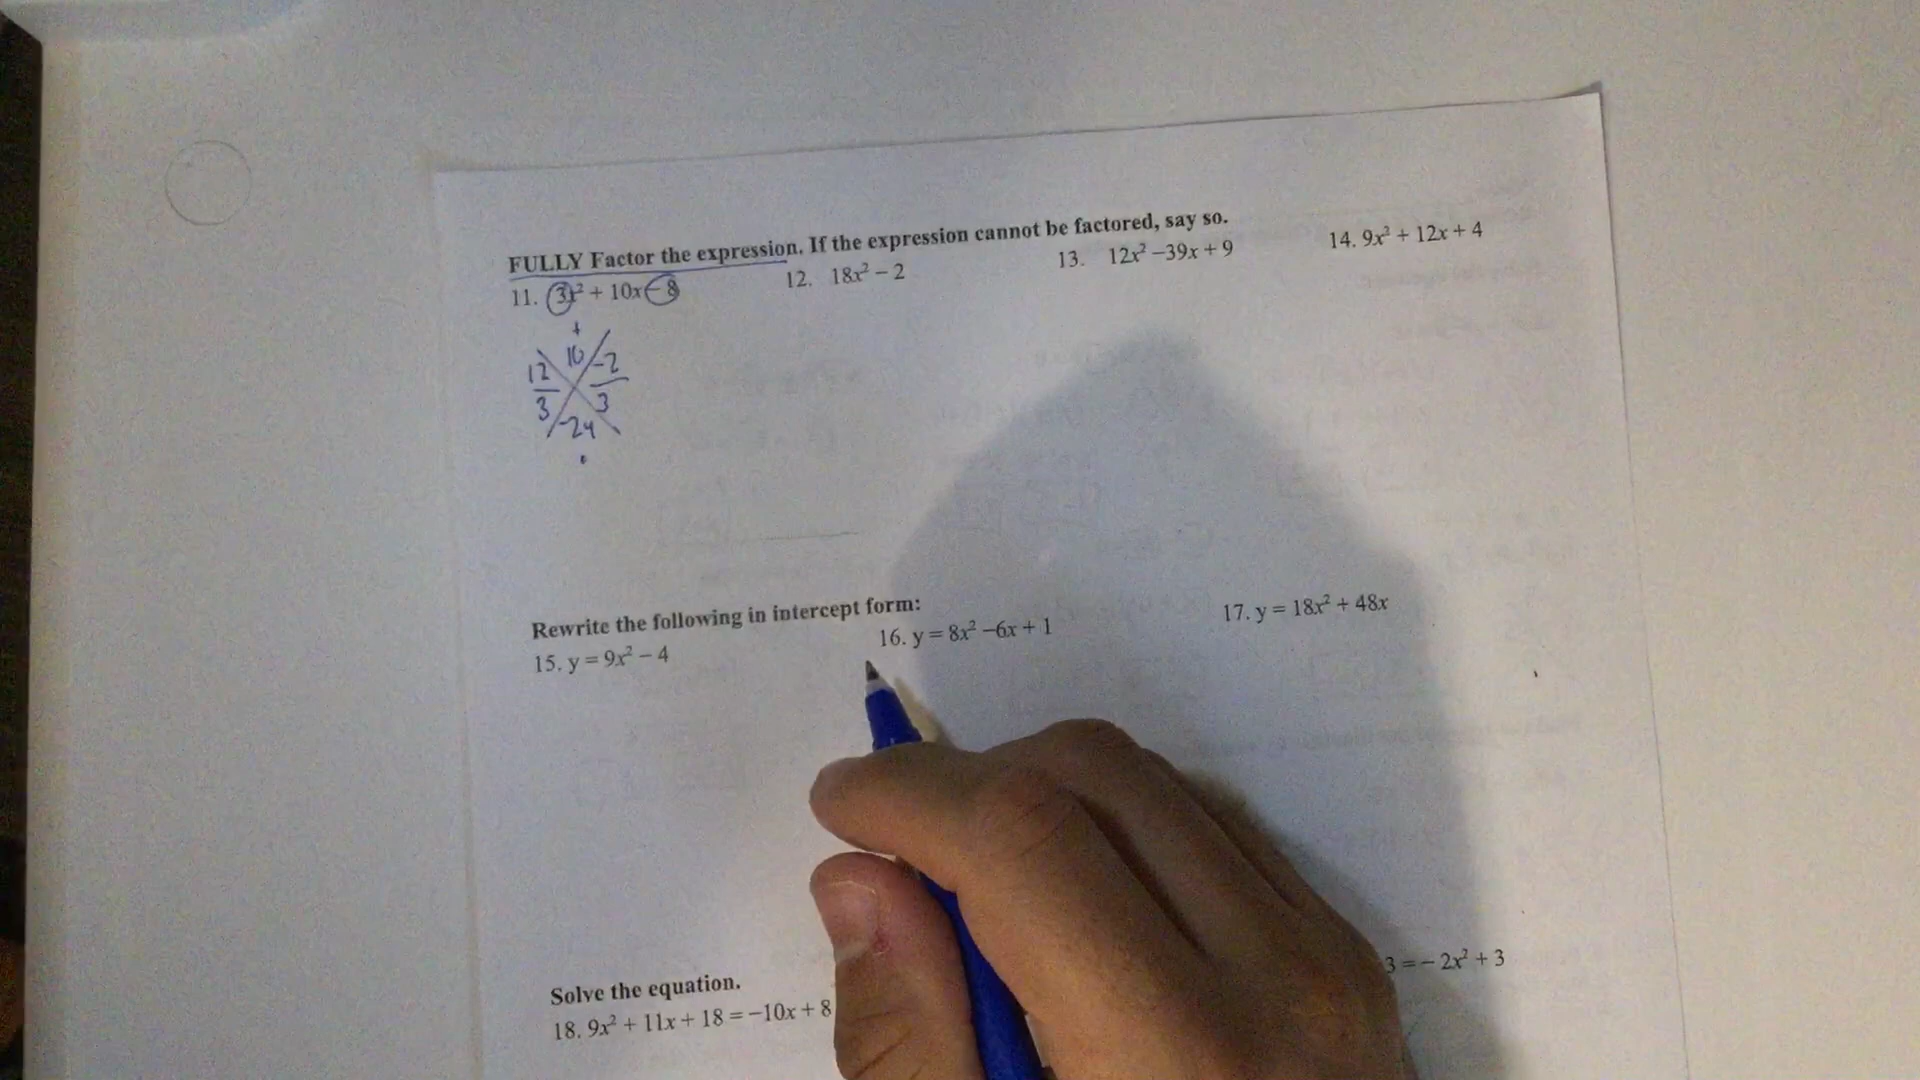 FULLY Factor the expression. If the expression cannot be factored, say so.
11. 3x² + 10x − 8 12. 18x² − 2 13. 12x² −39x + 9 14. 9x² + 12x + 4
+
12 10 -2
3 3
-24
Rewrite the following in intercept form:
15. y = 9x² − 4 16. y = 8x² −6x + 1 17. y = 18x² + 48x
Solve the equation.
18. 9x² + 11x + 18 = −10x + 8 3 = − 2x² + 3